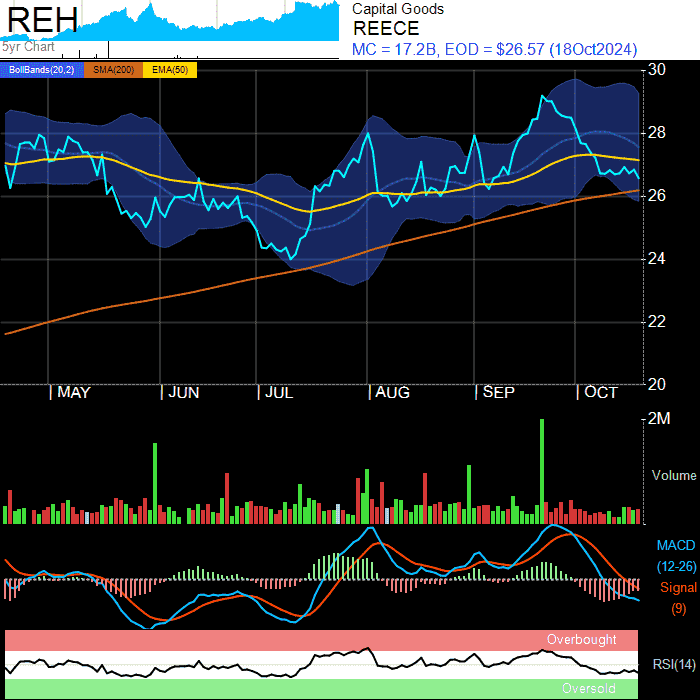 REH
5yr Chart
Capital Goods
REECE
MC = 17.2B, EOD = $26.57 (18Oct2024)
BollBands(20,2) SMA(200) EMA(50)
30
28
26
24
22
20
MAY JUN JUL AUG SEP OCT
2M
Volume
MACD
(12-26)
Signal
(9)
Overbought
RSI(14)
Oversold